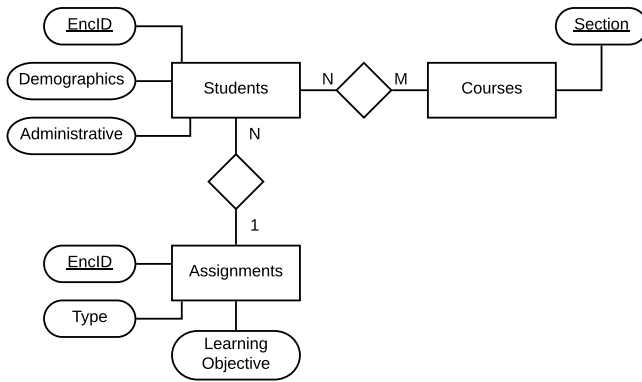 EncID
Section
Demographics
Students
N
M
Courses
Administrative
N
1
EncID
Assignments
Type
Learning
Objective